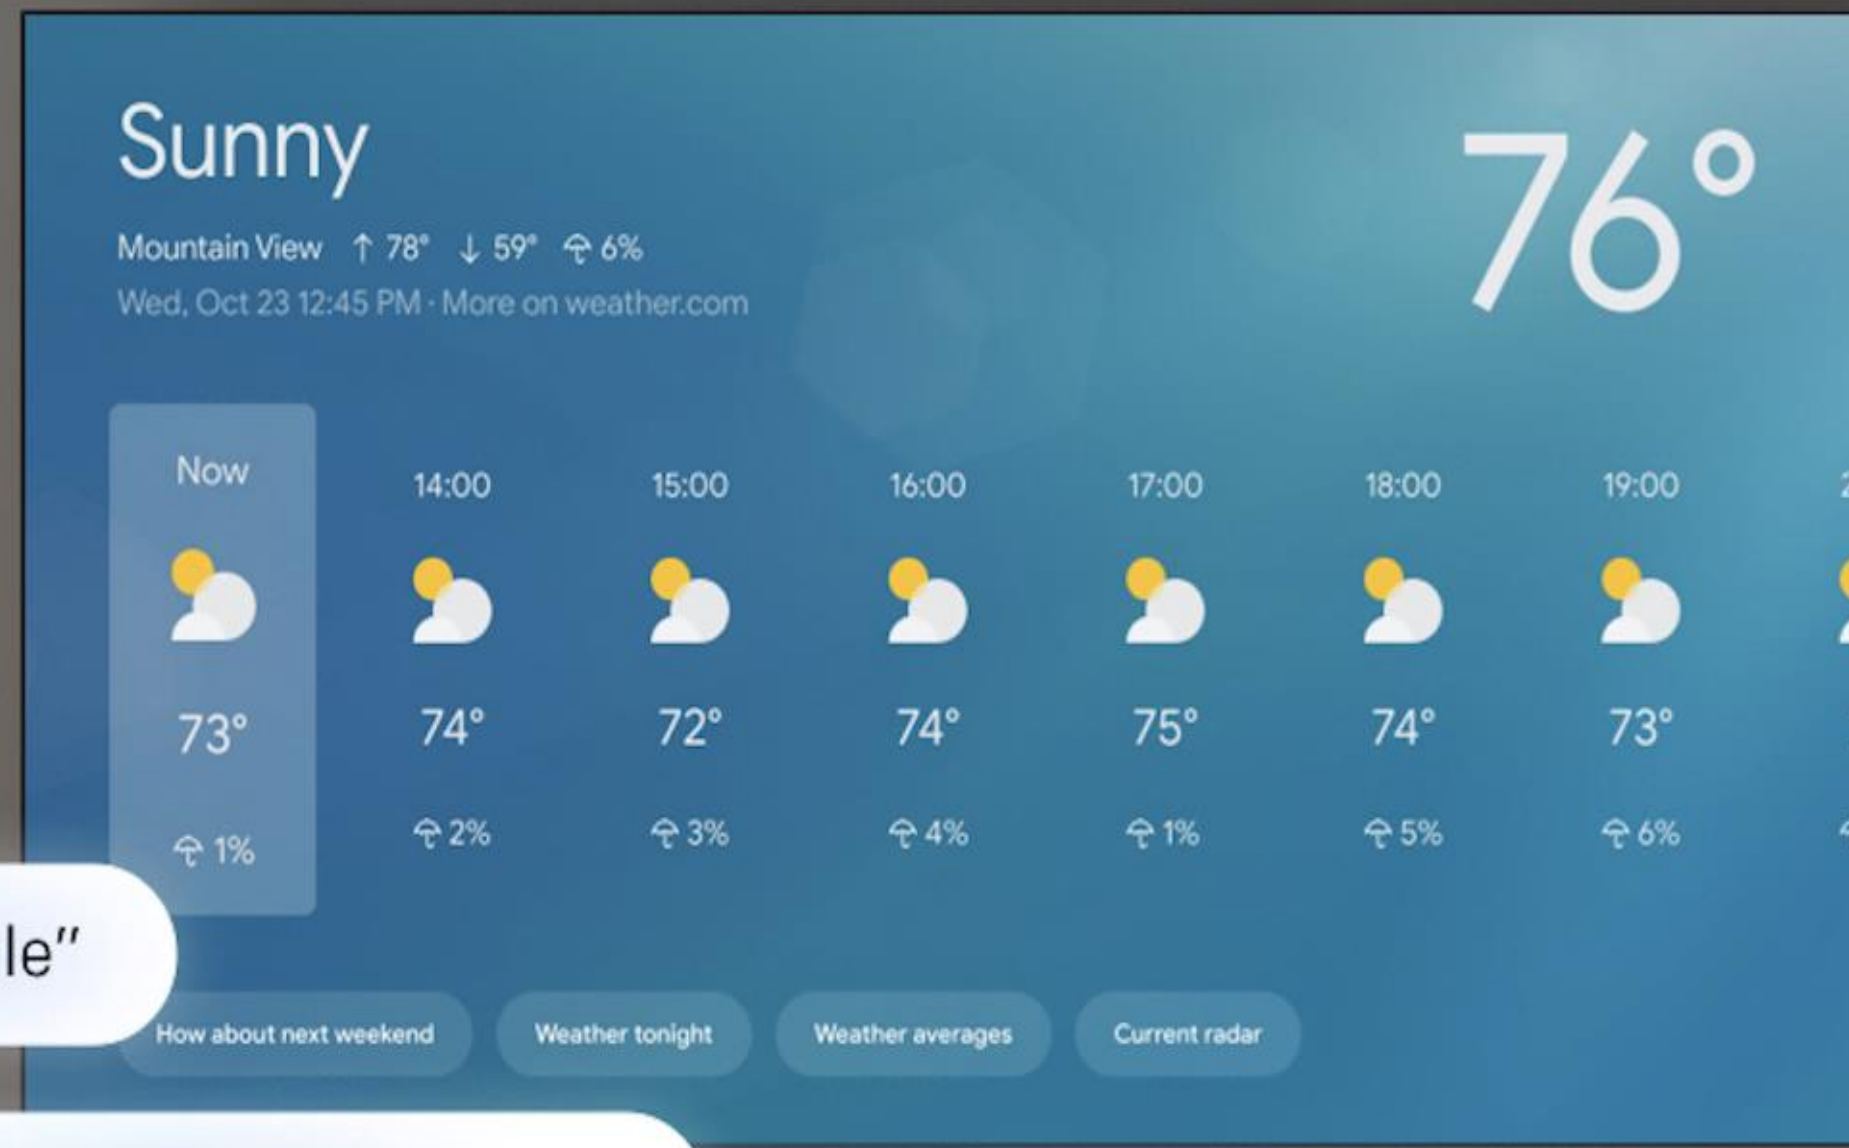 Sunny
76°
Mountain View ↑ 78° ↓ 59° 6%
Wed, Oct 23 12:45 PM · More on weather.com
Now 14:00 15:00 16:00 17:00 18:00 19:00
73° 74° 72° 74° 75° 74° 73°
1% 2% 3% 4% 1% 5% 6%
le”
How about next weekend Weather tonight Weather averages Current radar